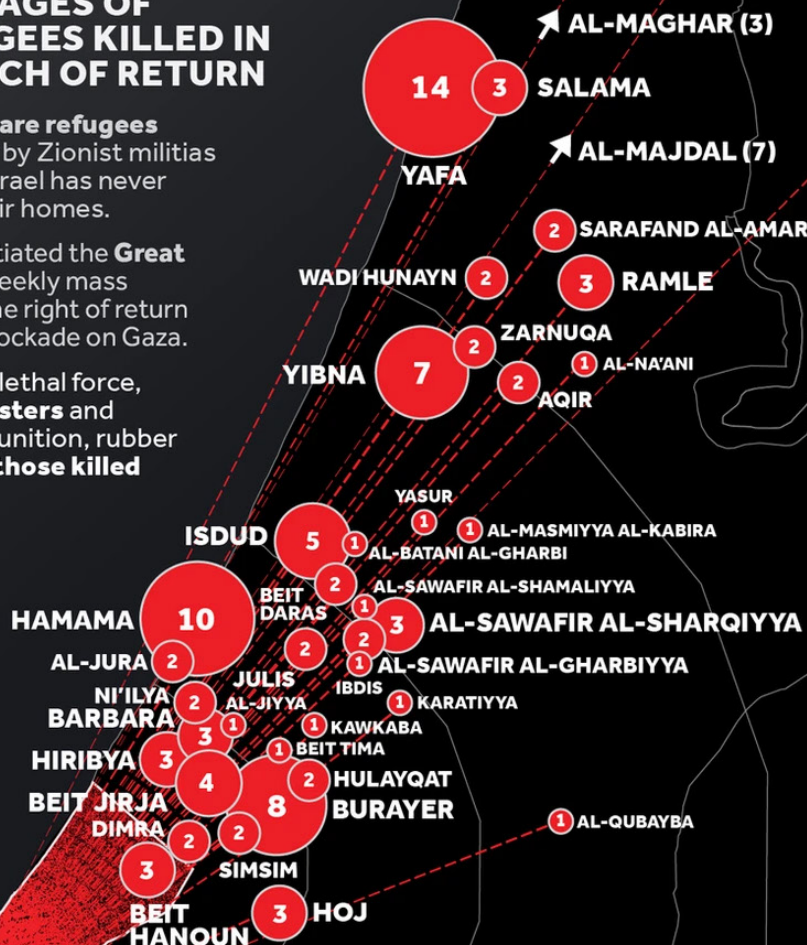 AGES OF
GEES KILLED IN
CH OF RETURN
are refugees
by Zionist militias
srael has never
ir homes.
tiated the Great
eekly mass
e right of return
ockade on Gaza.
lethal force,
sters and
unition, rubber
those killed
AL-MAGHAR (3)
14
3
SALAMA
YAFA
AL-MAJDAL (7)
2
SARAFAND AL-AMAR
WADI HUNAYN
2
3
RAMLE
ZARNUQA
2
YIBNA
7
1
AL-NA'ANI
2
AQIR
YASUR
1
1
AL-MASMIYYA AL-KABIRA
ISDUD
5
1
AL-BATANI AL-GHARBI
2
BEIT
DARAS
AL-SAWAFIR AL-SHAMALIYYA
1
HAMAMA
10
3
AL-SAWAFIR AL-SHARQIYYA
2
AL-JURA
2
2
JULIS
1
AL-SAWAFIR AL-GHARBIYYA
IBDIS
NI'ILYA
2
AL-JIYYA
1
1
KARATIYYA
BARBARA
3
1
KAWKABA
1
BEIT TIMA
HIRIBYA
3
4
2
HULAYQAT
BEIT JIRJA
8
BURAYER
DIMRA
2
2
SIMSIM
1
AL-QUBAYBA
3
BEIT
HANOUN
3
HOJ